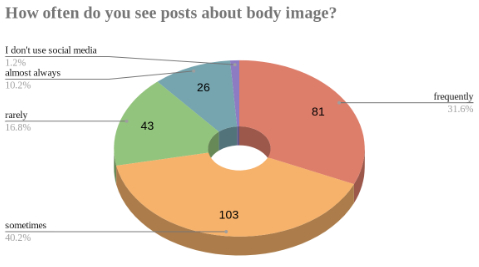 How often do you see posts about body image?
I don't use social media
1.2%
almost always
10.2%
26
frequently
31.6%
81
rarely
16.8%
43
103
sometimes
40.2%